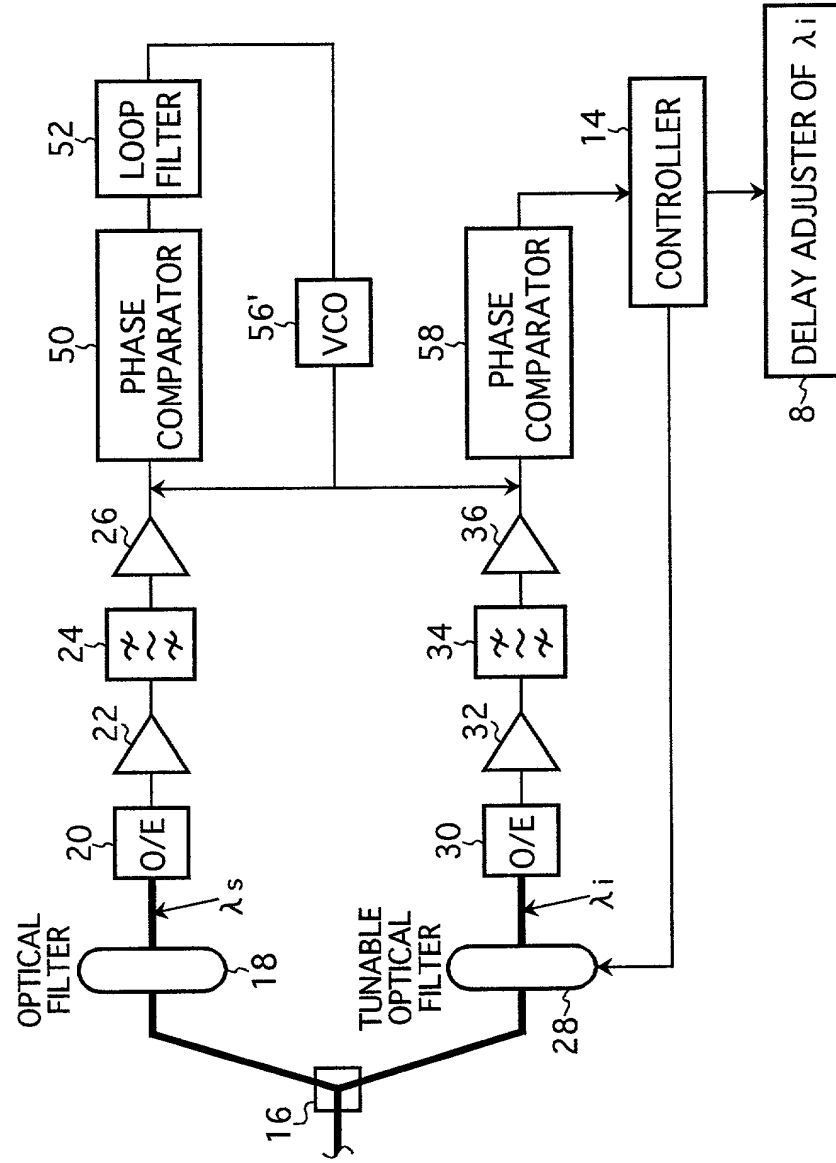 OPTICAL
FILTER
18
λs
20
O/E
22
24
26
50
PHASE
COMPARATOR
52
LOOP
FILTER
56'
VCO
16
TUNABLE
OPTICAL
FILTER
28
λi
30
O/E
32
34
36
58
PHASE
COMPARATOR
14
CONTROLLER
8
DELAY ADJUSTER OF λi